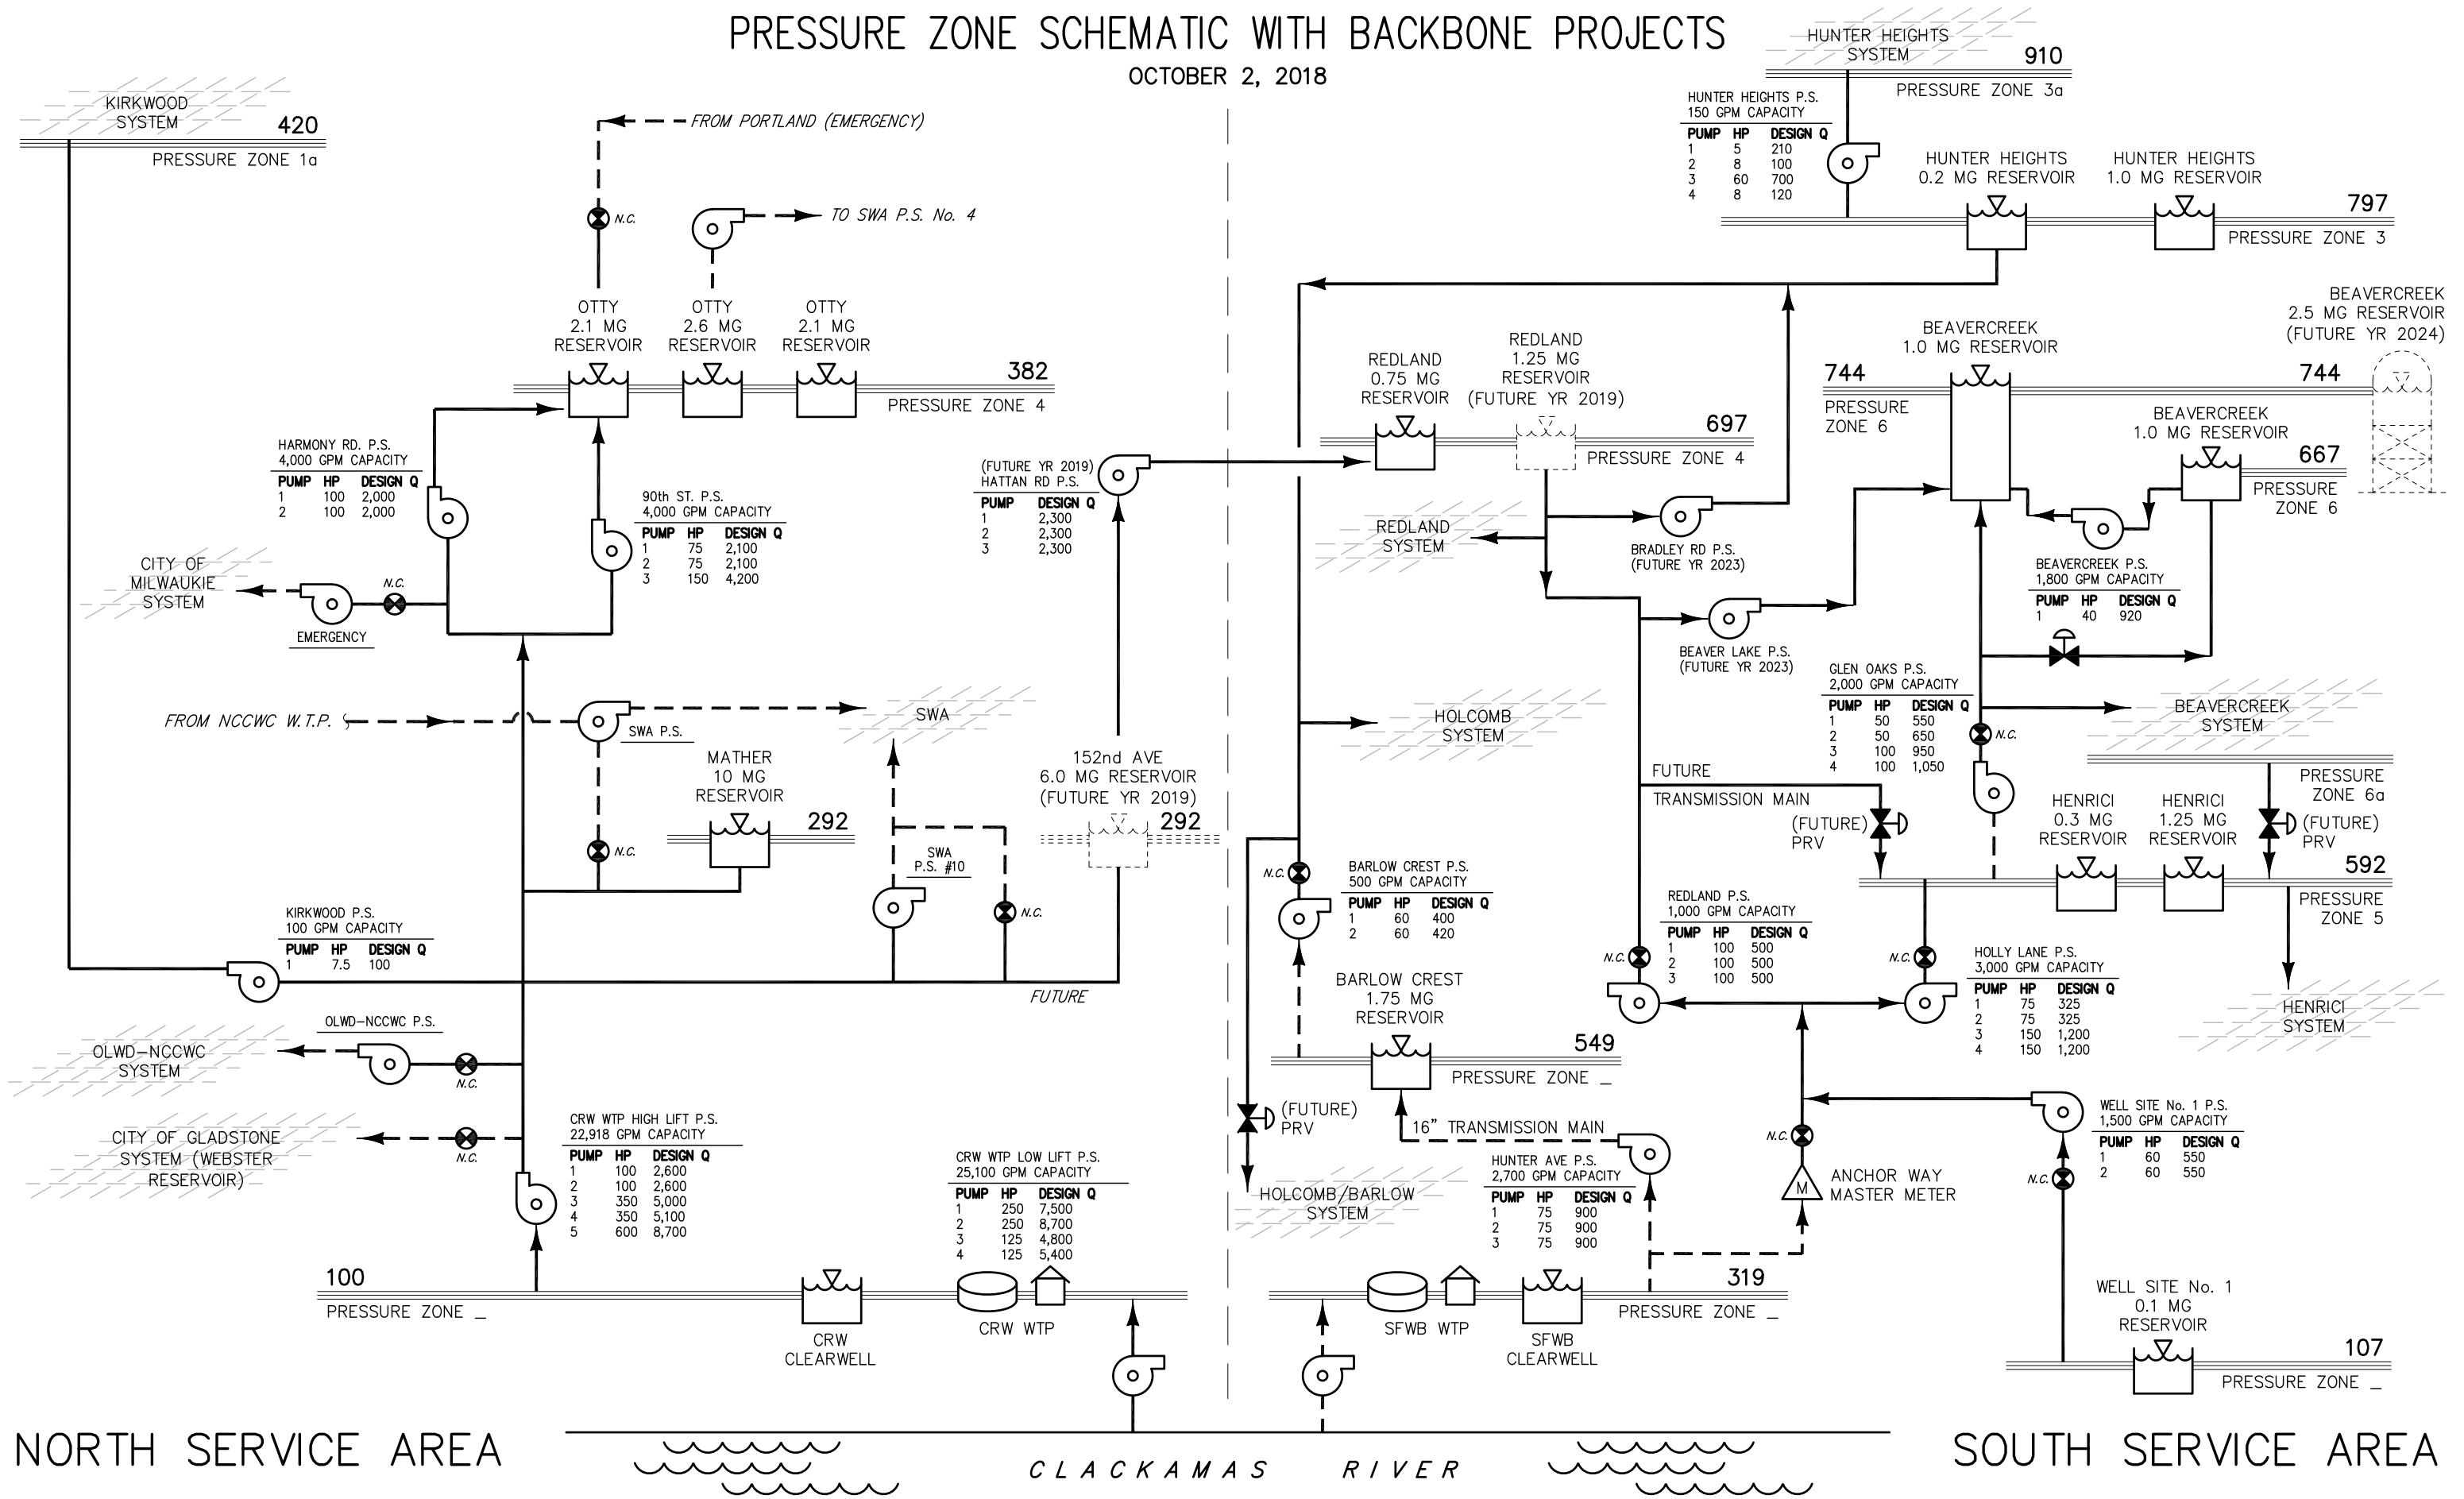 PRESSURE ZONE SCHEMATIC WITH BACKBONE PROJECTS
OCTOBER 2, 2018
KIRKWOOD
SYSTEM
420
PRESSURE ZONE 1a
FROM PORTLAND (EMERGENCY)
N.C.
TO SWA P.S. No. 4
OTTY
2.1 MG
RESERVOIR
OTTY
2.6 MG
RESERVOIR
OTTY
2.1 MG
RESERVOIR
382
PRESSURE ZONE 4
HARMONY RD. P.S.
4,000 GPM CAPACITY
PUMP HP DESIGN Q
1 100 2,000
2 100 2,000
90th ST. P.S.
4,000 GPM CAPACITY
PUMP HP DESIGN Q
1 75 2,100
2 75 2,100
3 150 4,200
CITY OF
MILWAUKIE
SYSTEM
N.C.
EMERGENCY
(FUTURE YR 2019)
HATTAN RD P.S.
PUMP DESIGN Q
1 2,300
2 2,300
3 2,300
FROM NCCWC W.T.P.
SWA P.S.
SWA
MATHER
10 MG
RESERVOIR
292
N.C.
152nd AVE
6.0 MG RESERVOIR
(FUTURE YR 2019)
292
SWA
P.S. #10
N.C.
KIRKWOOD P.S.
100 GPM CAPACITY
PUMP HP DESIGN Q
1 7.5 100
FUTURE
OLWD-NCCWC P.S.
OLWD-NCCWC
SYSTEM
N.C.
CITY OF GLADSTONE
SYSTEM (WEBSTER
RESERVOIR)
N.C.
CRW WTP HIGH LIFT P.S.
22,918 GPM CAPACITY
PUMP HP DESIGN Q
1 100 2,600
2 100 2,600
3 350 5,000
4 350 5,100
5 600 8,700
CRW WTP LOW LIFT P.S.
25,100 GPM CAPACITY
PUMP HP DESIGN Q
1 250 7,500
2 250 8,700
3 125 4,800
4 125 5,400
100
PRESSURE ZONE _
CRW
CLEARWELL
CRW WTP
NORTH SERVICE AREA
CLACKAMAS RIVER
HUNTER HEIGHTS
SYSTEM
910
PRESSURE ZONE 3a
HUNTER HEIGHTS P.S.
150 GPM CAPACITY
PUMP HP DESIGN Q
1 5 210
2 8 100
3 60 700
4 8 120
HUNTER HEIGHTS
0.2 MG RESERVOIR
HUNTER HEIGHTS
1.0 MG RESERVOIR
797
PRESSURE ZONE 3
BEAVERCREEK
2.5 MG RESERVOIR
(FUTURE YR 2024)
BEAVERCREEK
1.0 MG RESERVOIR
744
PRESSURE
ZONE 6
744
REDLAND
0.75 MG
RESERVOIR
REDLAND
1.25 MG
RESERVOIR
(FUTURE YR 2019)
697
PRESSURE ZONE 4
BEAVERCREEK
1.0 MG RESERVOIR
667
PRESSURE
ZONE 6
REDLAND
SYSTEM
BRADLEY RD P.S.
(FUTURE YR 2023)
BEAVERCREEK P.S.
1,800 GPM CAPACITY
PUMP HP DESIGN Q
1 40 920
BEAVER LAKE P.S.
(FUTURE YR 2023)
GLEN OAKS P.S.
2,000 GPM CAPACITY
PUMP HP DESIGN Q
1 50 550
2 50 650
3 100 950
4 100 1,050
N.C.
BEAVERCREEK
SYSTEM
HOLCOMB
SYSTEM
FUTURE
TRANSMISSION MAIN
(FUTURE)
PRV
HENRICI
0.3 MG
RESERVOIR
HENRICI
1.25 MG
RESERVOIR
PRESSURE
ZONE 6a
(FUTURE)
PRV
592
PRESSURE
ZONE 5
N.C.
BARLOW CREST P.S.
500 GPM CAPACITY
PUMP HP DESIGN Q
1 60 400
2 60 420
REDLAND P.S.
1,000 GPM CAPACITY
PUMP HP DESIGN Q
1 100 500
2 100 500
3 100 500
N.C.
N.C.
HOLLY LANE P.S.
3,000 GPM CAPACITY
PUMP HP DESIGN Q
1 75 325
2 75 325
3 150 1,200
4 150 1,200
HENRICI
SYSTEM
BARLOW CREST
1.75 MG
RESERVOIR
549
PRESSURE ZONE _
(FUTURE)
PRV
16" TRANSMISSION MAIN
HOLCOMB/BARLOW
SYSTEM
HUNTER AVE P.S.
2,700 GPM CAPACITY
PUMP HP DESIGN Q
1 75 900
2 75 900
3 75 900
N.C.
M
ANCHOR WAY
MASTER METER
WELL SITE No. 1 P.S.
1,500 GPM CAPACITY
PUMP HP DESIGN Q
1 60 550
2 60 550
N.C.
319
PRESSURE ZONE _
SFWB WTP
SFWB
CLEARWELL
WELL SITE No. 1
0.1 MG
RESERVOIR
107
PRESSURE ZONE _
SOUTH SERVICE AREA